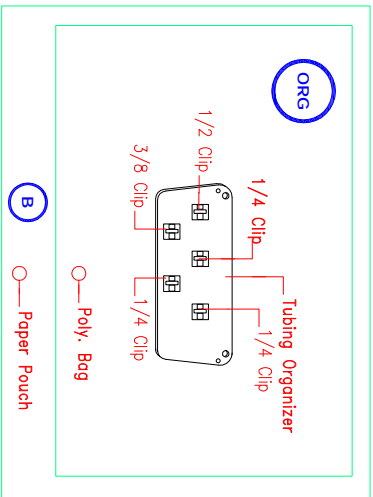 ORG
Tubing Organizer
1/4 Clip
1/4 Clip
1/2 Clip
3/8 Clip
1/4 Clip
Poly. Bag
B
Paper Pouch